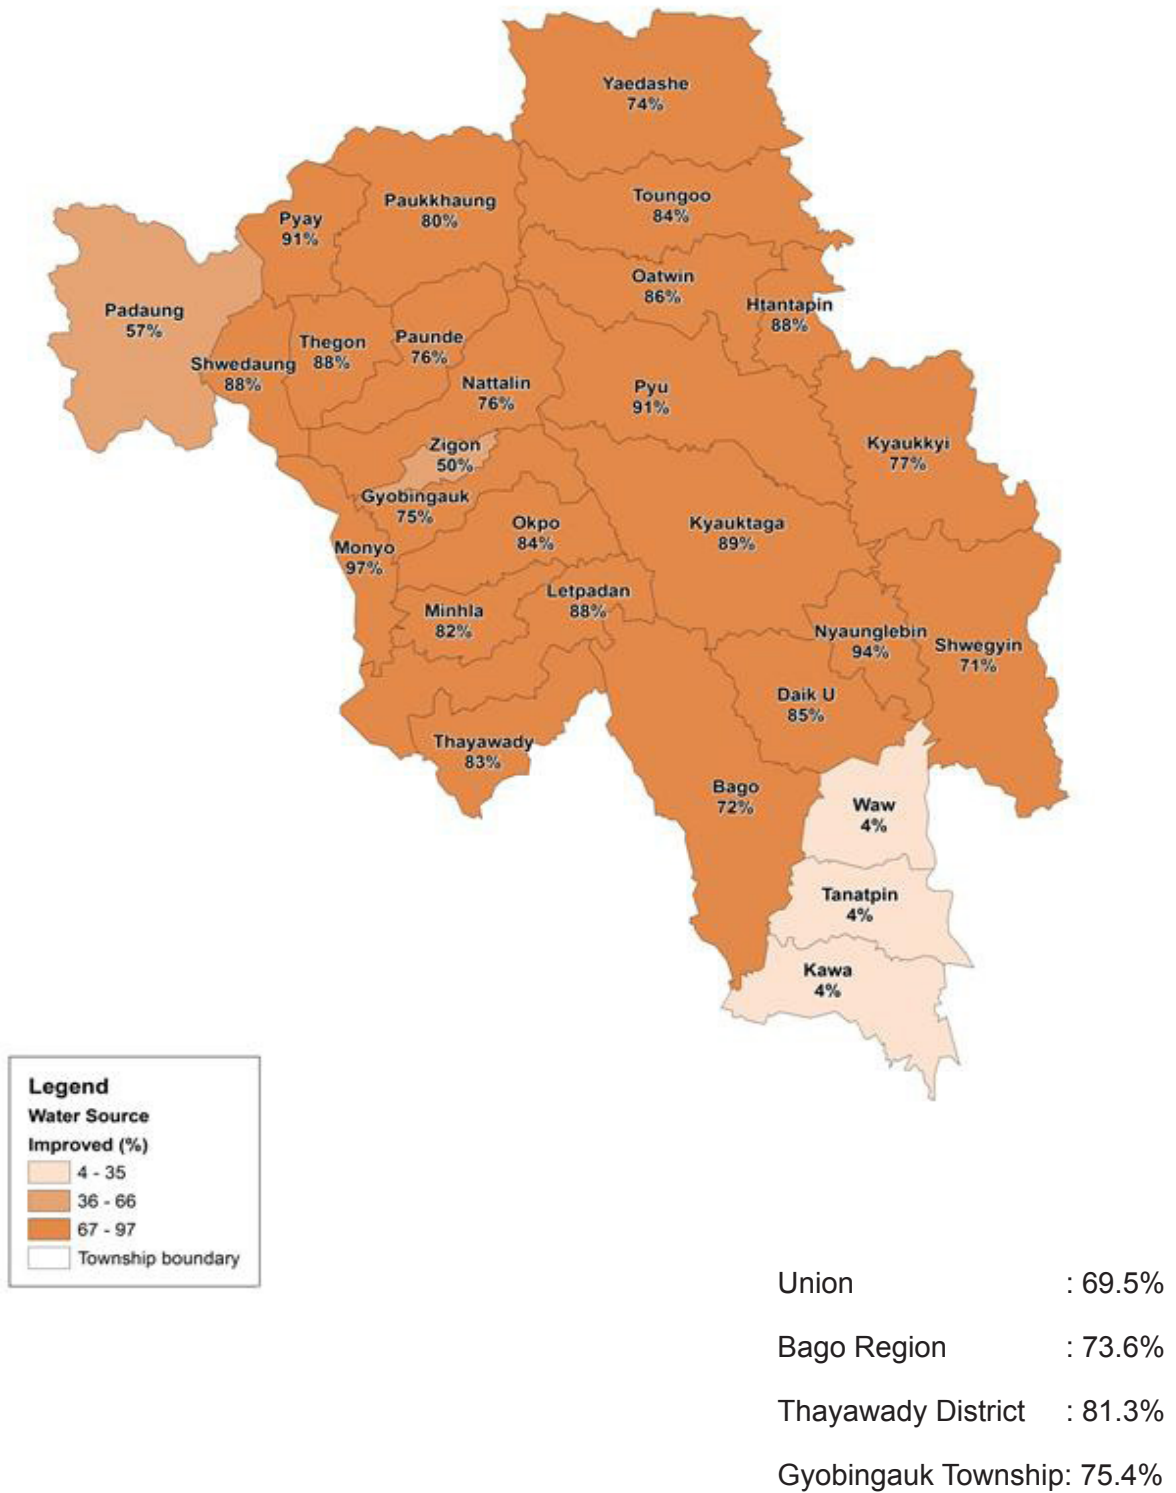 Yaedashe
74%
Toungoo
84%
Paukkhaung
80%
Pyay
91%
Oatwin
86%
Htantapin
88%
Padaung
57%
Thegon
88%
Paunde
76%
Shwedaung
88%
Nattalin
76%
Pyu
91%
Kyaukkyi
77%
Zigon
50%
Gyobingauk
75%
Okpo
84%
Kyauktaga
89%
Monyo
97%
Letpadan
88%
Minhla
82%
Nyaunglebin
94%
Shwegyin
71%
Daik U
85%
Thayawady
83%
Bago
72%
Waw
4%
Tanatpin
4%
Kawa
4%
Legend
Water Source
Improved (%)
4 - 35
36 - 66
67 - 97
Township boundary
Union : 69.5%
Bago Region : 73.6%
Thayawady District : 81.3%
Gyobingauk Township: 75.4%